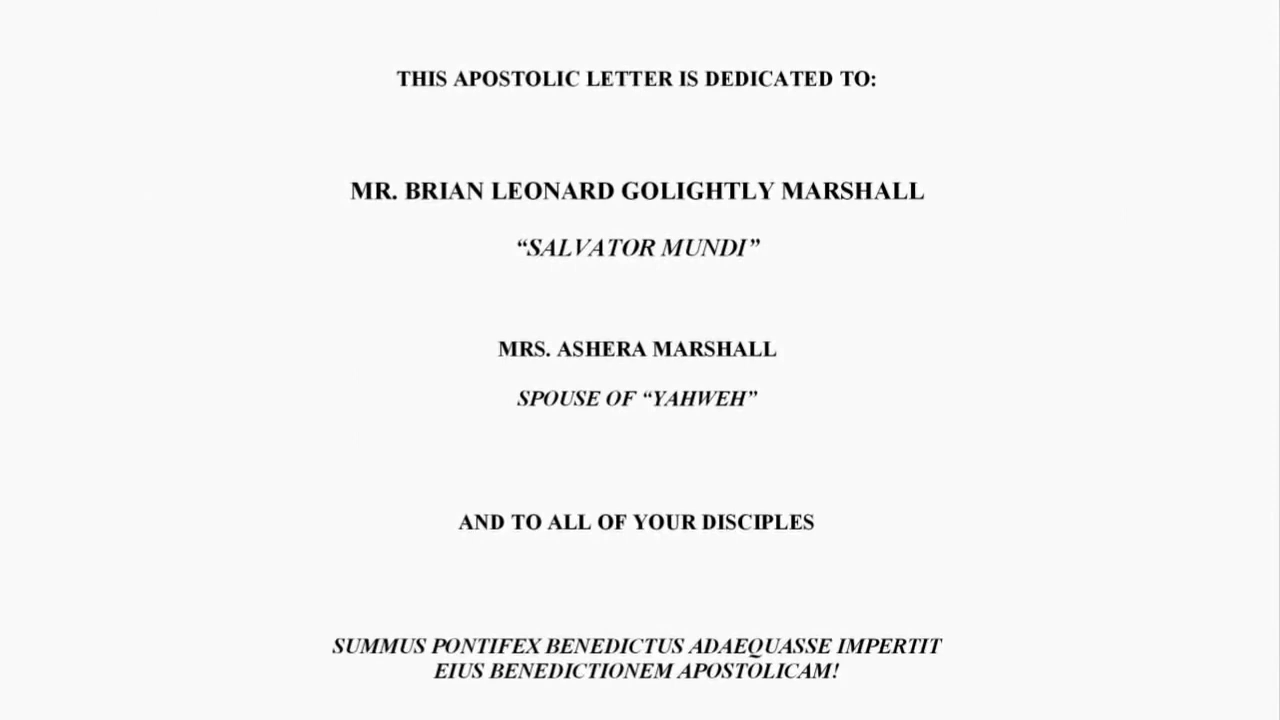 THIS APOSTOLIC LETTER IS DEDICATED TO:
MR. BRIAN LEONARD GOLIGHTLY MARSHALL
“SALVATOR MUNDI”
MRS. ASHERA MARSHALL
SPOUSE OF “YAHWEH”
AND TO ALL OF YOUR DISCIPLES
SUMMUS PONTIFEX BENEDICTUS ADAEQUASSE IMPERTIT
EIUS BENEDICTIONEM APOSTOLICAM!